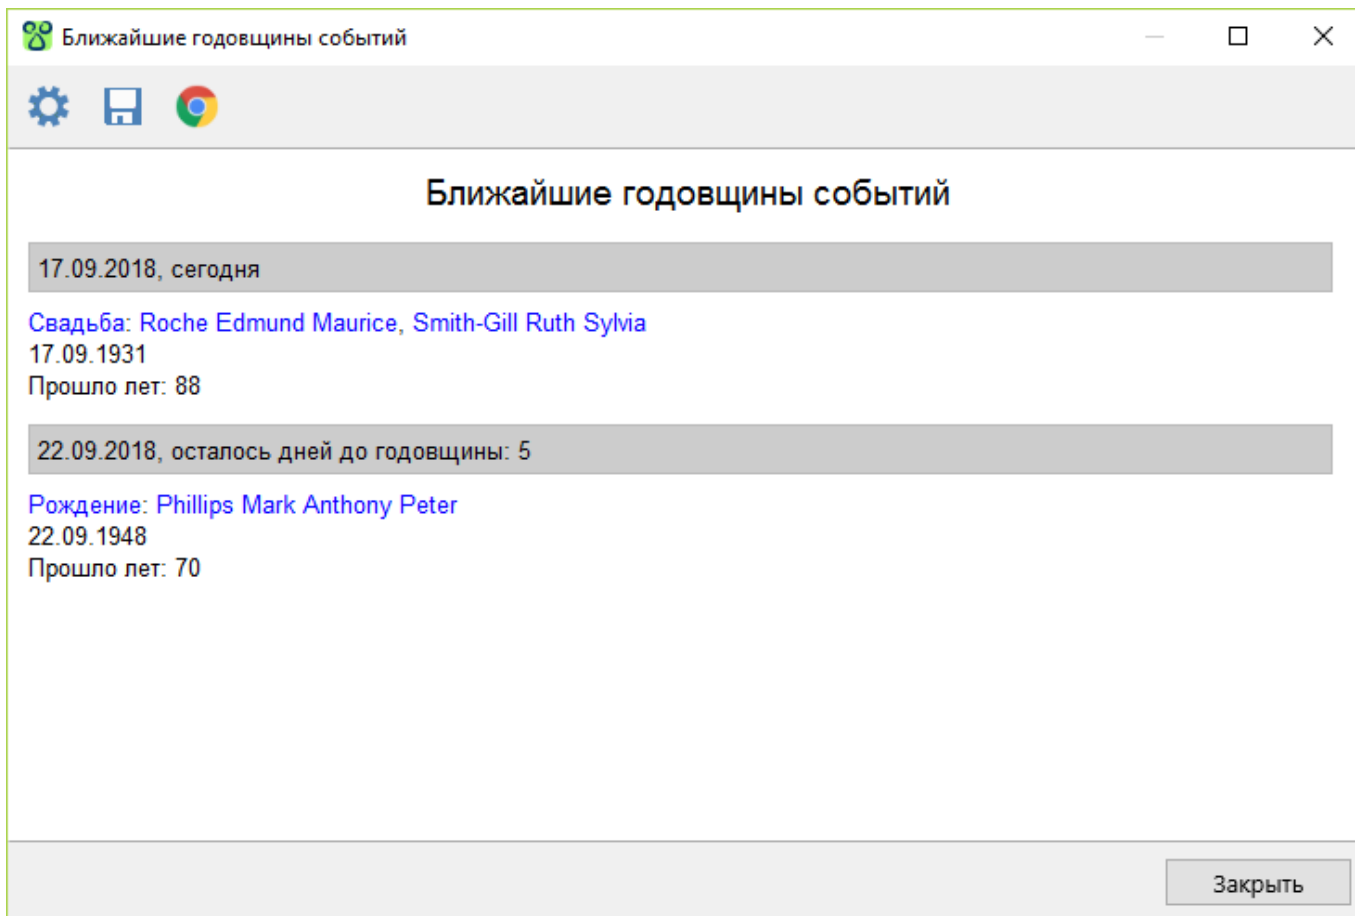 Ближайшие годовщины событий
Ближайшие годовщины событий
17.09.2018, сегодня
Свадьба: Roche Edmund Maurice, Smith-Gill Ruth Sylvia
17.09.1931
Прошло лет: 88
22.09.2018, осталось дней до годовщины: 5
Рождение: Phillips Mark Anthony Peter
22.09.1948
Прошло лет: 70
Закрыть